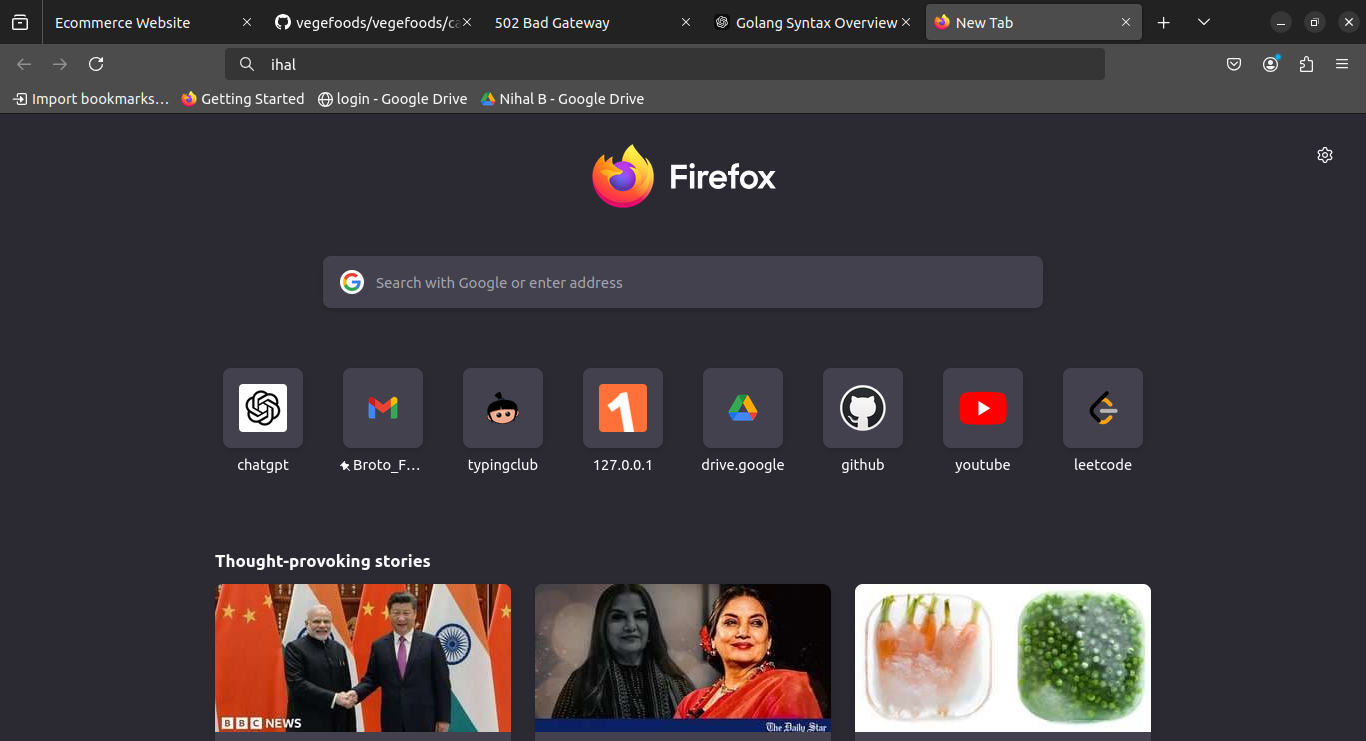 Ecommerce Website
vegefoods/vegefoods/ca
502 Bad Gateway
Golang Syntax Overview
New Tab
ihal
Import bookmarks…
Getting Started
login - Google Drive
Nihal B - Google Drive
Firefox
Search with Google or enter address
chatgpt
Broto_F…
typingclub
127.0.0.1
drive.google
github
youtube
leetcode
Thought-provoking stories
BBC NEWS
The Daily Star